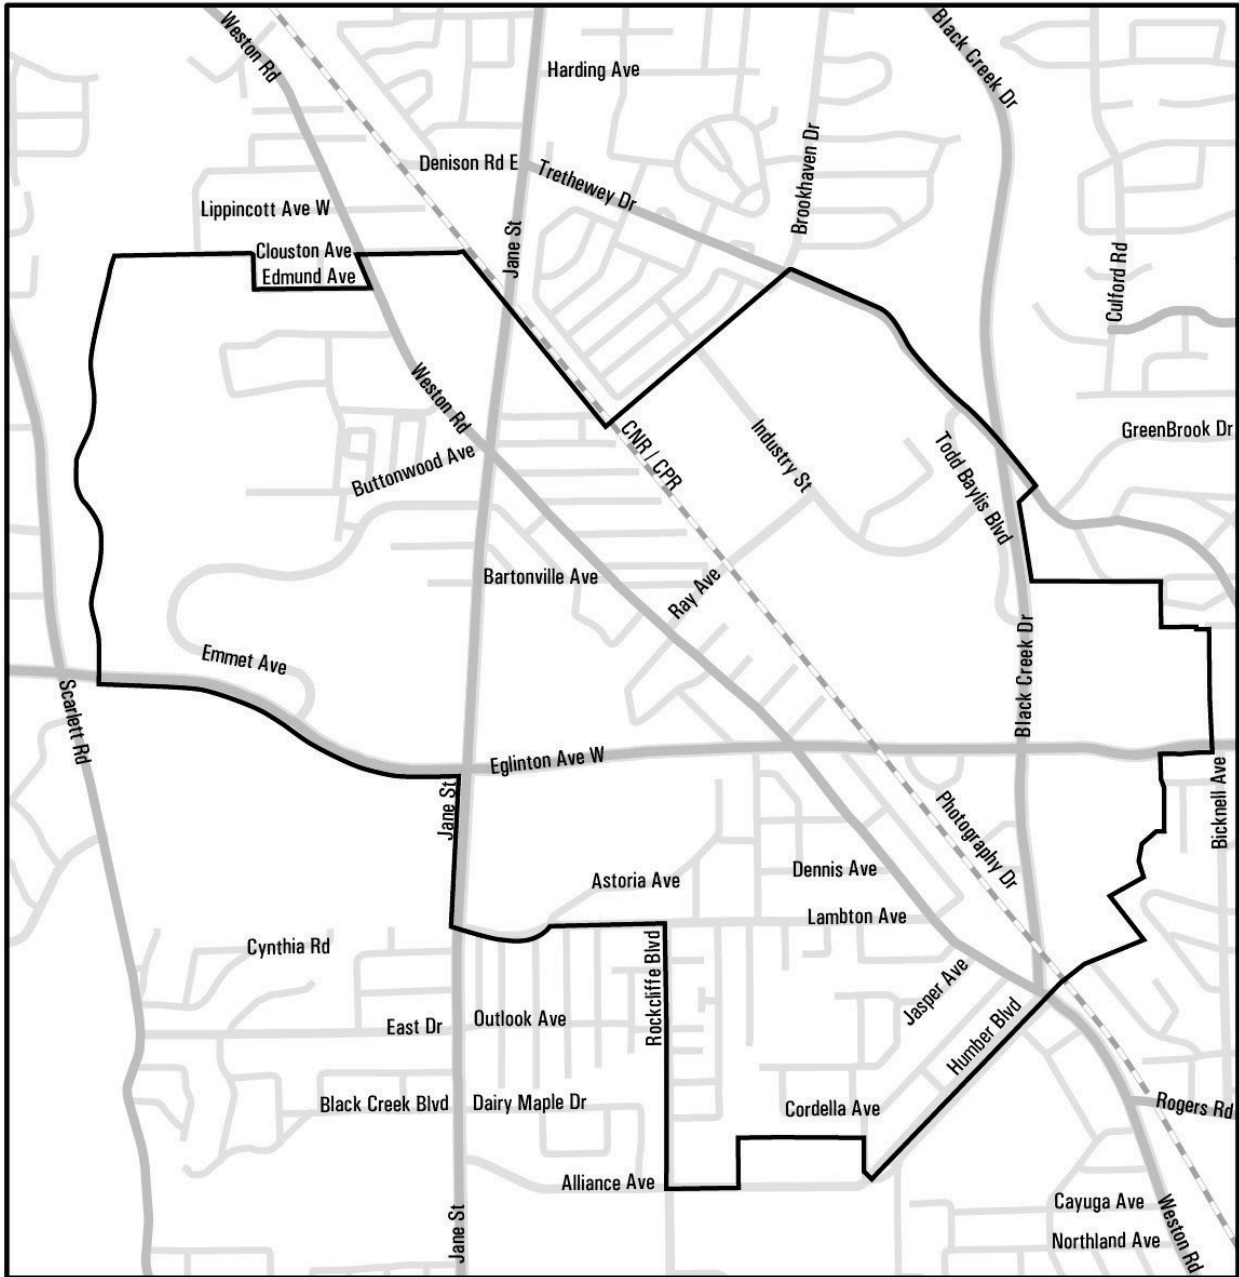 Weston Rd
Black Creek Dr
Harding Ave
Denison Rd E
Trethewey Dr
Brookhaven Dr
Lippincott Ave W
Jane St
Clouston Ave
Edmund Ave
Culford Rd
Weston Rd
GreenBrook Dr
Buttonwood Ave
CNR / CPR
Industry St
Todd Baylis Blvd
Bartonville Ave
Ray Ave
Emmet Ave
Black Creek Dr
Scarlett Rd
Eglinton Ave W
Jane St
Bicknell Ave
Photography Dr
Dennis Ave
Astoria Ave
Lambton Ave
Cynthia Rd
Rockcliffe Blvd
Jasper Ave
Outlook Ave
East Dr
Humber Blvd
Black Creek Blvd
Dairy Maple Dr
Cordella Ave
Rogers Rd
Alliance Ave
Cayuga Ave
Jane St
Weston Rd
Northland Ave